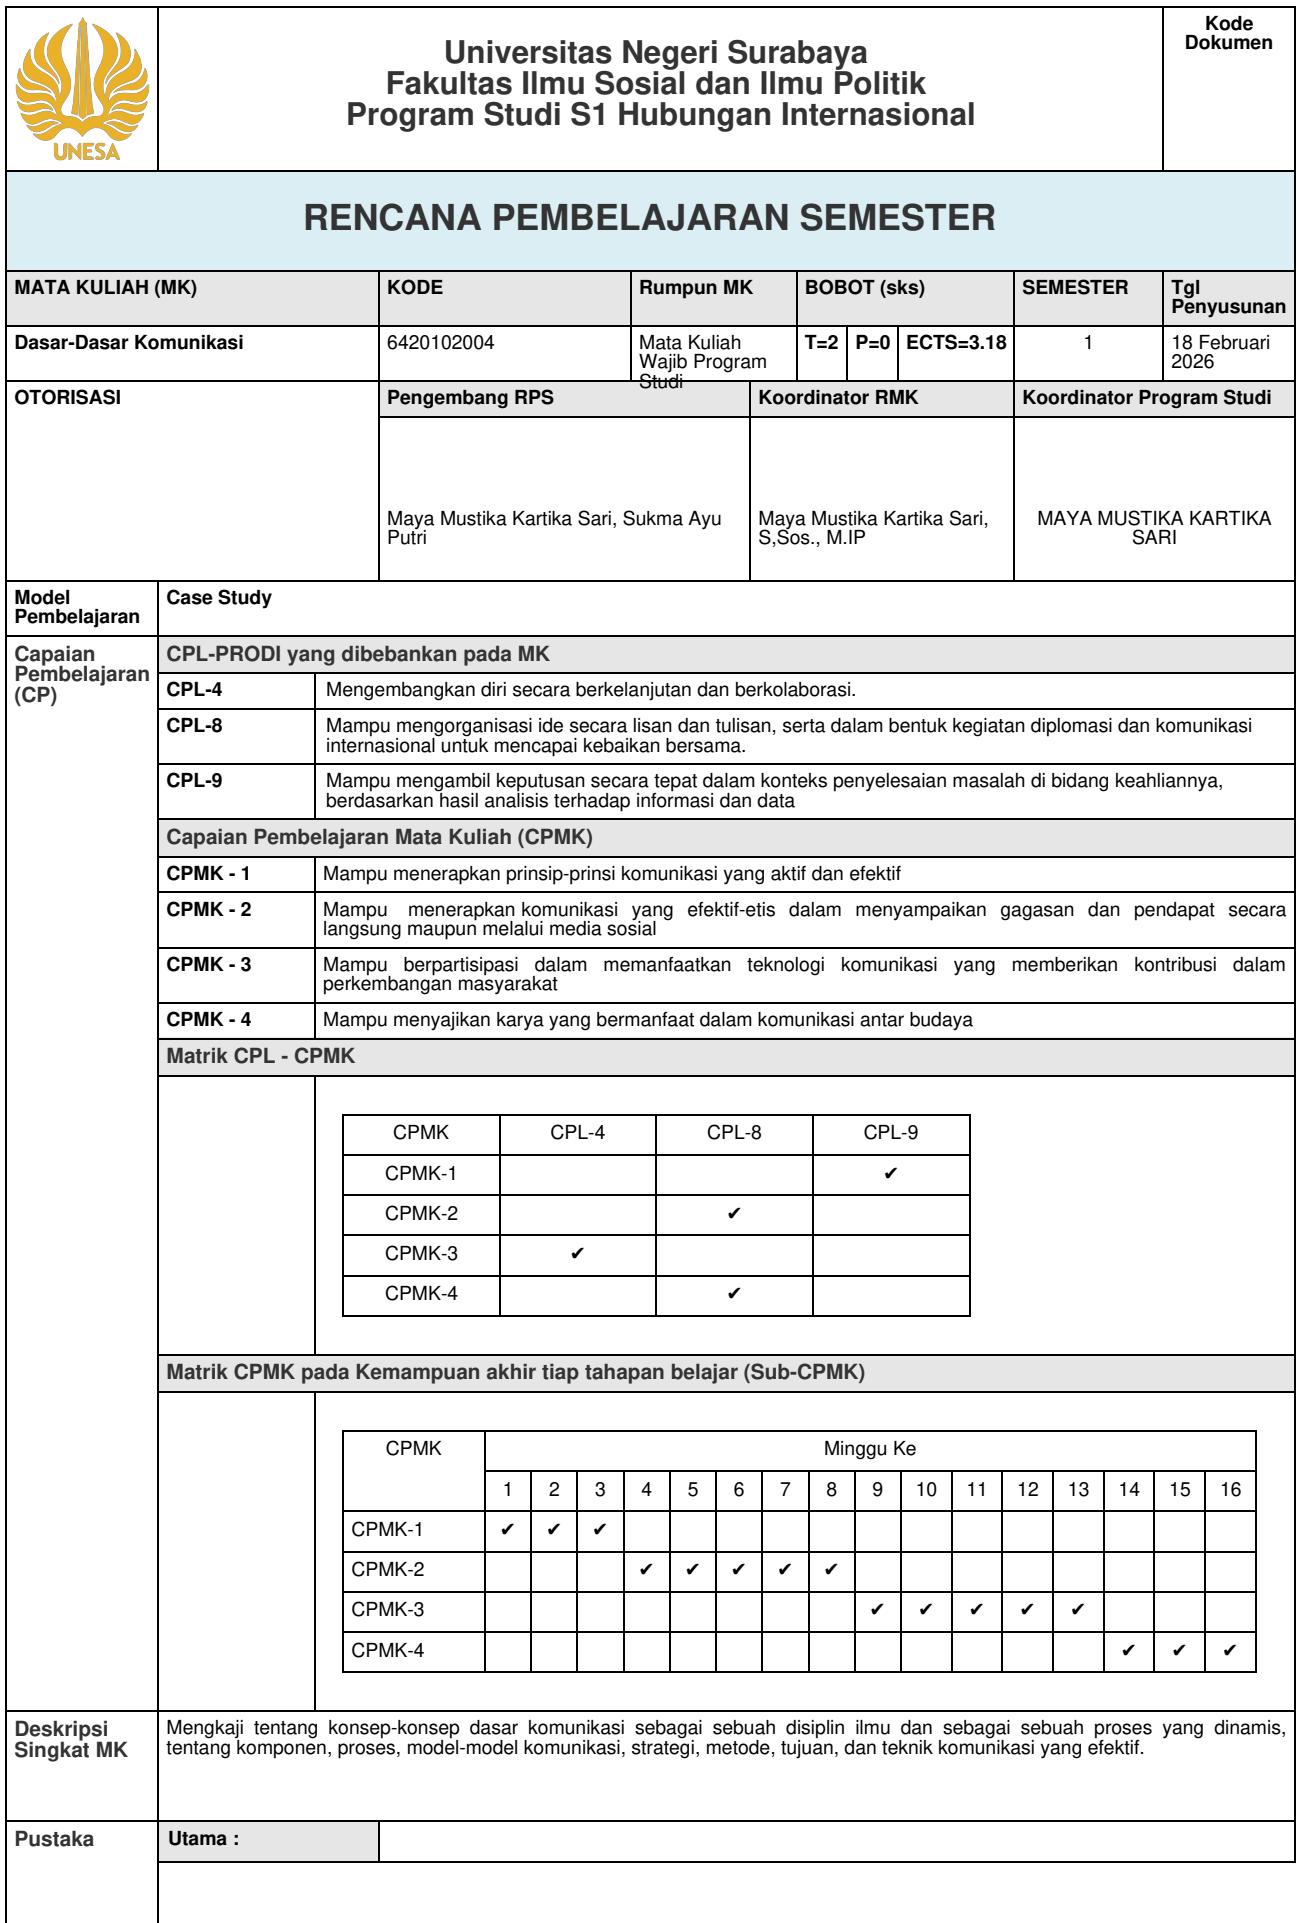 UNESA
Universitas Negeri Surabaya
Fakultas Ilmu Sosial dan Ilmu Politik
Program Studi S1 Hubungan Internasional
Kode
Dokumen
RENCANA PEMBELAJARAN SEMESTER
MATA KULIAH (MK) KODE Rumpun MK BOBOT (sks) SEMESTER Tgl
Penyusunan
Dasar-Dasar Komunikasi 6420102004 Mata Kuliah
Wajib Program
Studi
T=2 P=0 ECTS=3.18 1 18 Februari
2026
OTORISASI Pengembang RPS Koordinator RMK Koordinator Program Studi
Maya Mustika Kartika Sari, Sukma Ayu
Putri
Maya Mustika Kartika Sari,
S,Sos., M.IP
MAYA MUSTIKA KARTIKA
SARI
Model
Pembelajaran
Case Study
Capaian
Pembelajaran
(CP)
CPL-PRODI yang dibebankan pada MK
CPL-4 Mengembangkan diri secara berkelanjutan dan berkolaborasi.
CPL-8 Mampu mengorganisasi ide secara lisan dan tulisan, serta dalam bentuk kegiatan diplomasi dan komunikasi
internasional untuk mencapai kebaikan bersama.
CPL-9 Mampu mengambil keputusan secara tepat dalam konteks penyelesaian masalah di bidang keahliannya,
berdasarkan hasil analisis terhadap informasi dan data
Capaian Pembelajaran Mata Kuliah (CPMK)
CPMK - 1 Mampu menerapkan prinsip-prinsi komunikasi yang aktif dan efektif
CPMK - 2 Mampu menerapkan komunikasi yang efektif-etis dalam menyampaikan gagasan dan pendapat secara
langsung maupun melalui media sosial
CPMK - 3 Mampu berpartisipasi dalam memanfaatkan teknologi komunikasi yang memberikan kontribusi dalam
perkembangan masyarakat
CPMK - 4 Mampu menyajikan karya yang bermanfaat dalam komunikasi antar budaya
Matrik CPL - CPMK
CPMK CPL-4 CPL-8 CPL-9
CPMK-1 ✔
CPMK-2 ✔
CPMK-3 ✔
CPMK-4 ✔
Matrik CPMK pada Kemampuan akhir tiap tahapan belajar (Sub-CPMK)
CPMK Minggu Ke
1 2 3 4 5 6 7 8 9 10 11 12 13 14 15 16
CPMK-1 ✔ ✔ ✔
CPMK-2 ✔ ✔ ✔ ✔ ✔
CPMK-3 ✔ ✔ ✔ ✔ ✔
CPMK-4 ✔ ✔ ✔
Deskripsi
Singkat MK
Mengkaji tentang konsep-konsep dasar komunikasi sebagai sebuah disiplin ilmu dan sebagai sebuah proses yang dinamis,
tentang komponen, proses, model-model komunikasi, strategi, metode, tujuan, dan teknik komunikasi yang efektif.
Pustaka Utama :